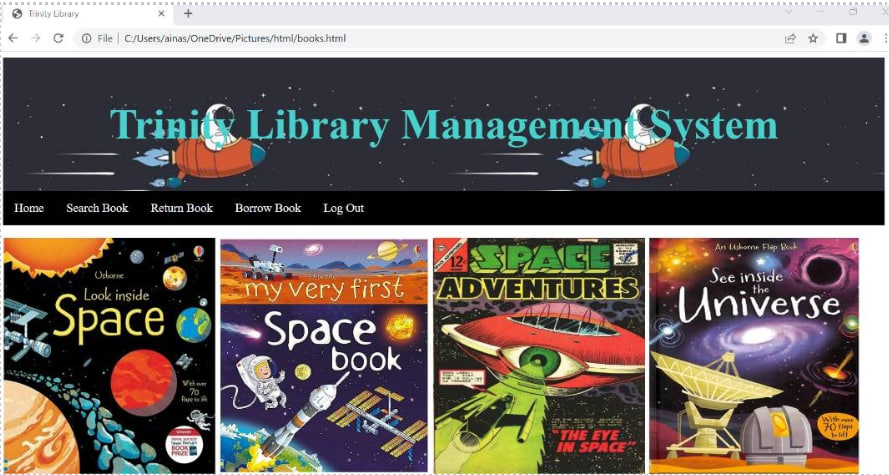 Trinity Library
File | C:/Users/ainas/OneDrive/Pictures/html/books.html
Trinity Library Management System
Home Search Book Return Book Borrow Book Log Out
Usborne
Look inside
Space
With over
70
flaps to lift
BOOK
PRIZE
my very first
Space
book
12¢
SPACE
ADVENTURES
"THE EYE
IN SPACE"
An Usborne Flap Book
See inside
the
Universe
With over
70 flaps
to lift